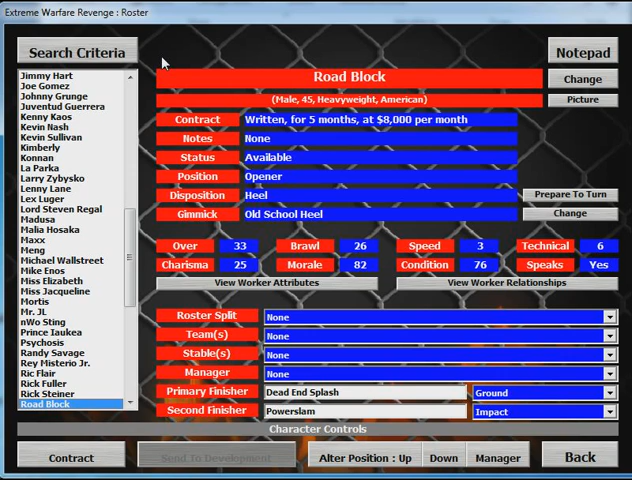 Extreme Warfare Revenge : Roster
Search Criteria
Notepad
Road Block
Change
(Male, 45, Heavyweight, American)
Picture
Contract Written, for 5 months, at $8,000 per month
Notes None
Status Available
Position Opener
Disposition Heel Prepare To Turn
Gimmick Old School Heel Change
Over 33 Brawl 26 Speed 3 Technical 6
Charisma 25 Morale 82 Condition 76 Speaks Yes
View Worker Attributes View Worker Relationships
Roster Split None
Team(s) None
Stable(s) None
Manager None
Primary Finisher Dead End Splash Ground
Second Finisher Powerslam Impact
Jimmy Hart
Joe Gomez
Johnny Grunge
Juventud Guerrera
Kenny Kaos
Kevin Nash
Kevin Sullivan
Kimberly
Konnan
La Parka
Larry Zybysko
Lenny Lane
Lex Luger
Lord Steven Regal
Madusa
Malia Hosaka
Maxx
Meng
Michael Wallstreet
Mike Enos
Miss Elizabeth
Miss Jacqueline
Mortis
Mr. JL
nWo Sting
Prince Iaukea
Psychosis
Randy Savage
Rey Misterio Jr.
Ric Flair
Rick Fuller
Rick Steiner
Road Block
Character Controls
Contract Send To Development Alter Position : Up Down Manager Back